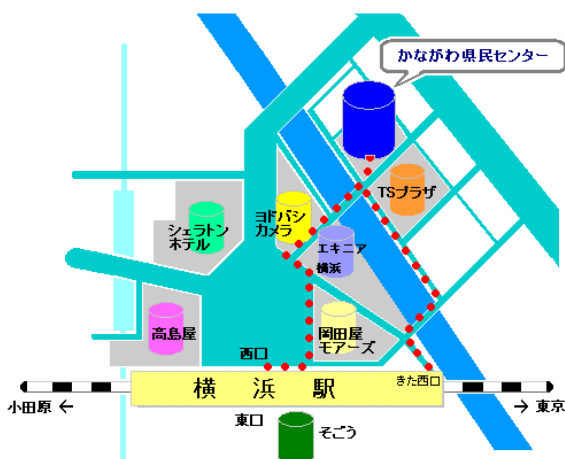 かながわ県民センター
TSプラザ
ヨドバシ
カメラ
シェラトン
ホテル
エキニア
横浜
高島屋
岡田屋
モアーズ
西口
きた西口
横浜駅
小田原 ←
→ 東京
東口
そごう